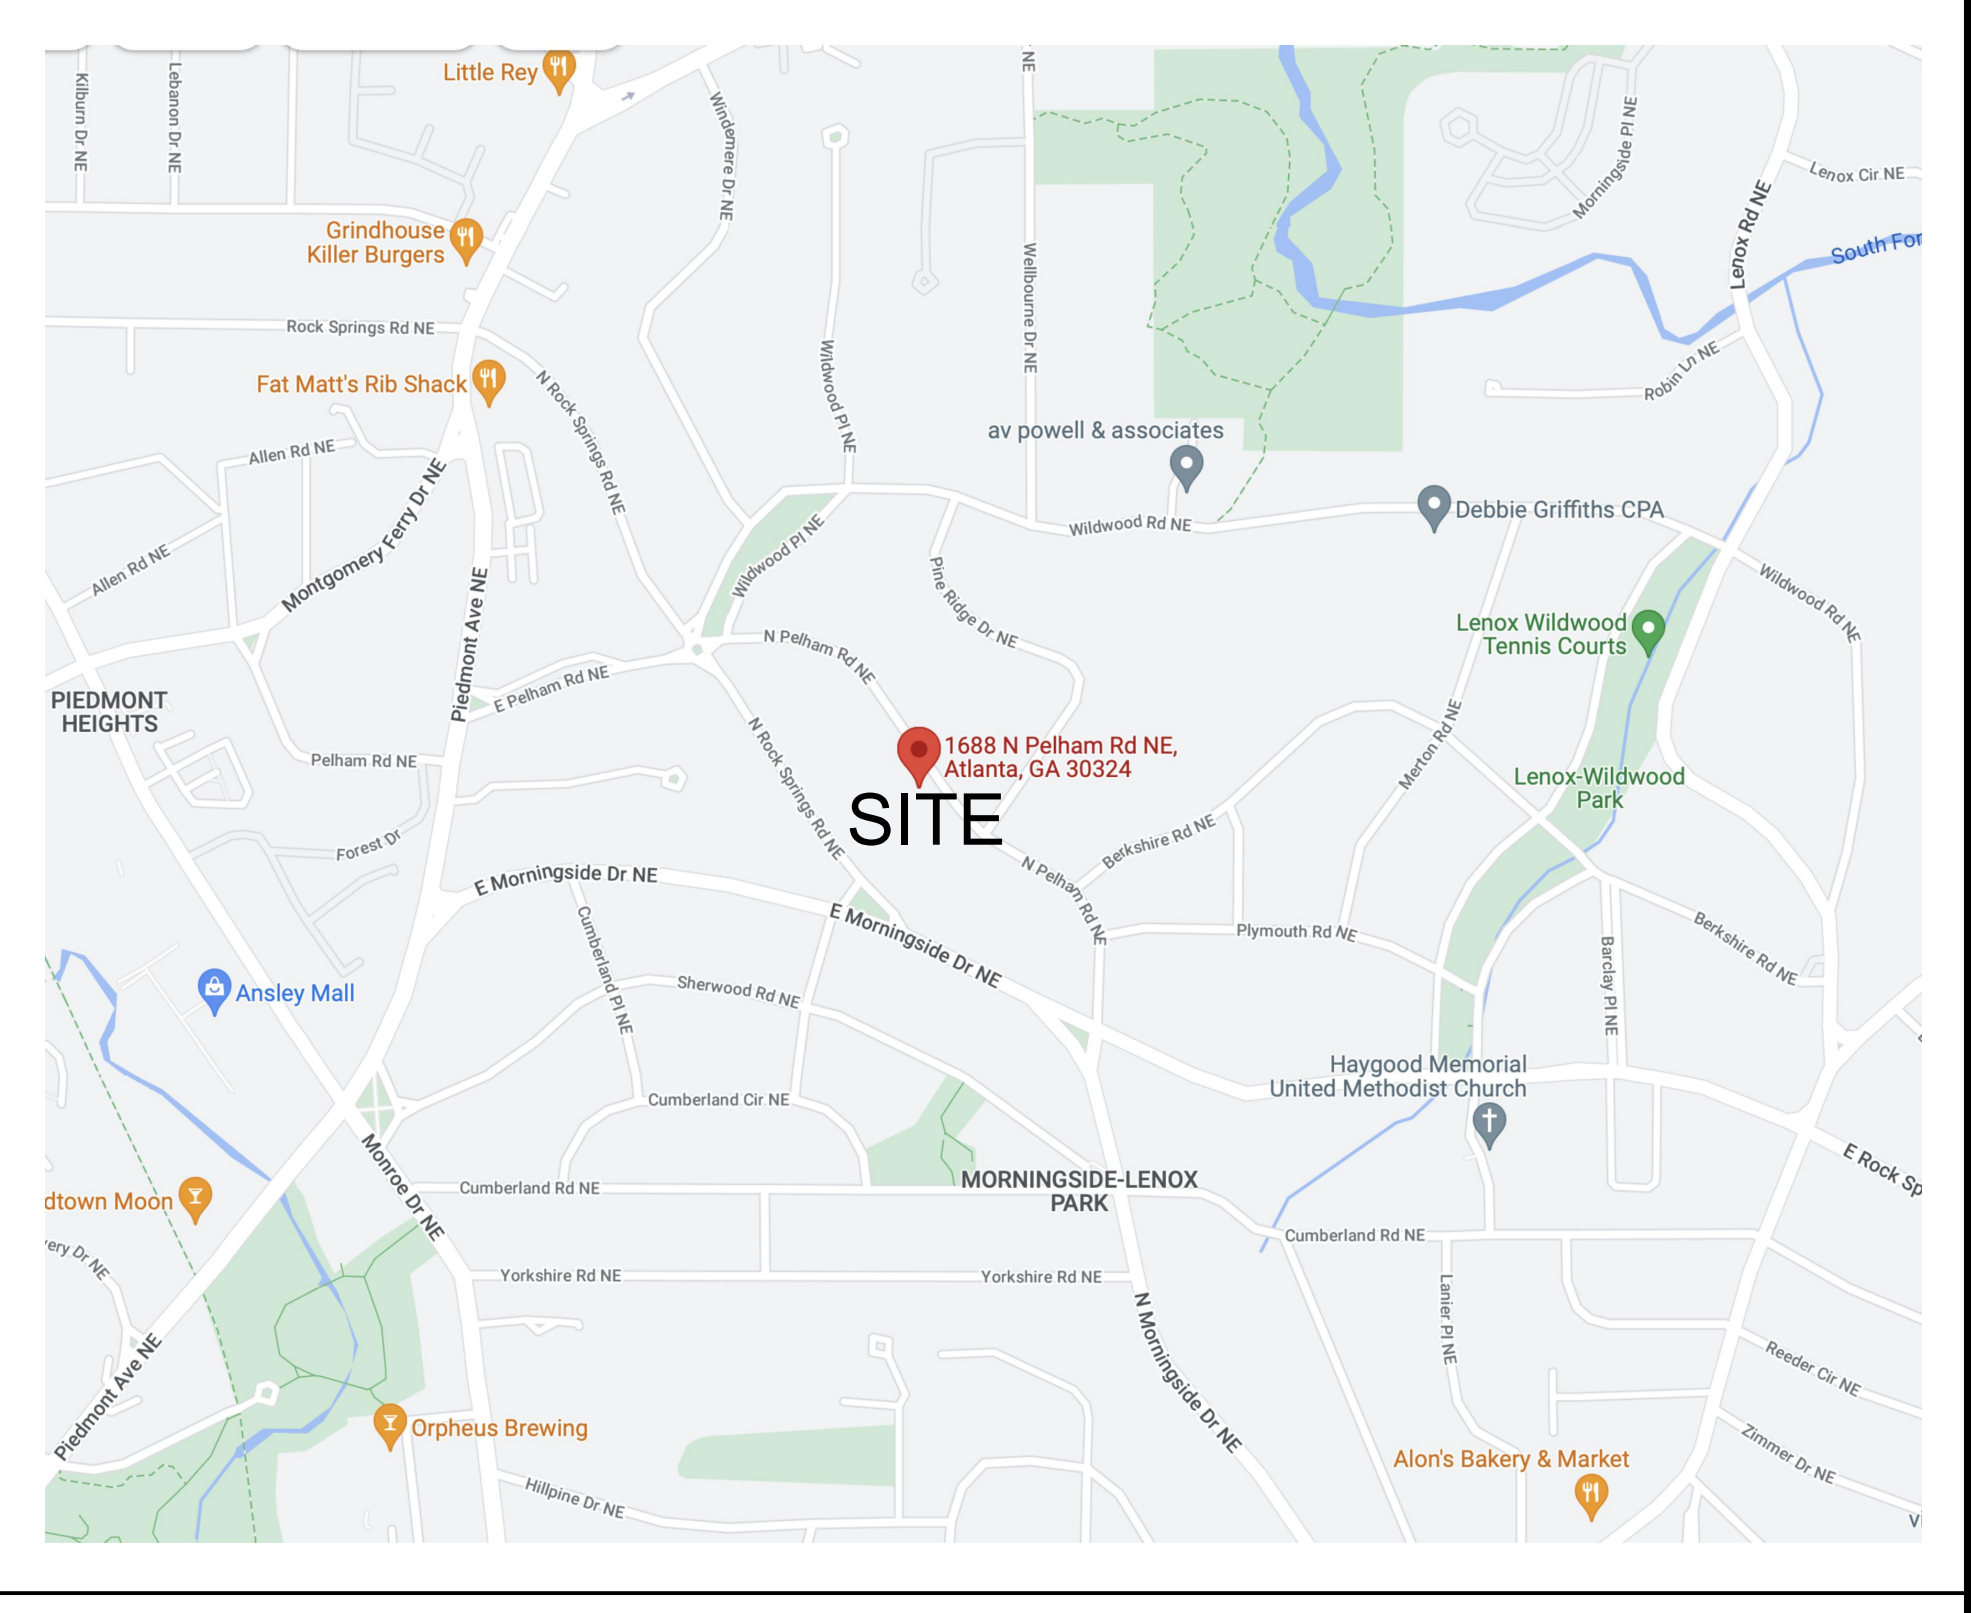 Little Rey
NE
Kilburn Dr NE
Lebanon Dr NE
Windemere Dr NE
Morningside Pl NE
Lenox Cir NE
Lenox Rd NE
Grindhouse
Killer Burgers
South For
Wellbourne Dr NE
Rock Springs Rd NE
Fat Matt's Rib Shack
N Rock Springs Rd NE
Wildwood Pl NE
Robin Ln NE
av powell & associates
Allen Rd NE
Montgomery Ferry Dr NE
Wildwood Rd NE
Debbie Griffiths CPA
Allen Rd NE
Wildwood Pl NE
Pine Ridge Dr NE
Wildwood Rd NE
Piedmont Ave NE
N Pelham Rd NE
Lenox Wildwood
Tennis Courts
E Pelham Rd NE
PIEDMONT
HEIGHTS
Pelham Rd NE
N Rock Springs Rd NE
1688 N Pelham Rd NE,
Atlanta, GA 30324
SITE
Merton Rd NE
Lenox-Wildwood
Park
Forest Dr
Berkshire Rd NE
E Morningside Dr NE
N Pelham Rd NE
E Morningside Dr NE
Cumberland Pl NE
Plymouth Rd NE
Berkshire Rd NE
Barclay Pl NE
Ansley Mall
Sherwood Rd NE
Haygood Memorial
United Methodist Church
Cumberland Cir NE
Monroe Dr NE
E Rock Sp
MORNINGSIDE-LENOX
PARK
Cumberland Rd NE
dtown Moon
Cumberland Rd NE
ery Dr NE
Yorkshire Rd NE
Yorkshire Rd NE
Lanier Pl NE
N Morningside Dr NE
Piedmont Ave NE
Reeder Cir NE
Orpheus Brewing
Zimmer Dr NE
Alon's Bakery & Market
Hillpine Dr NE
Vi